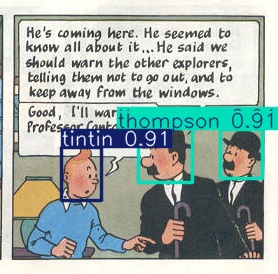 He's coming here. He seemed to
know all about it... He said we
should warn the other explorers,
telling them not to go out, and to
keep away from the windows.
Good, I'll war
Professor
thompson 0.91
tintin 0.91